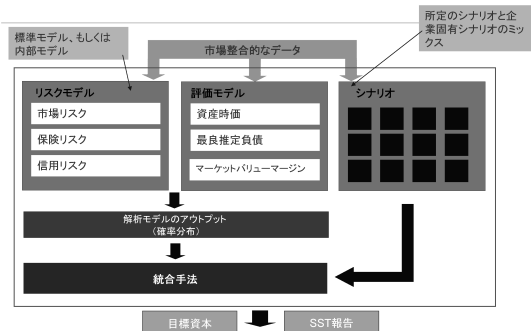 標準モデル、もしくは
内部モデル
所定のシナリオと企
業固有シナリオのミッ
クス
市場整合的なデータ
リスクモデル
市場リスク
保険リスク
信用リスク
評価モデル
資産時価
最良推定負債
マーケットバリューマージン
シナリオ
解析モデルのアウトプット
(確率分布)
統合手法
目標資本
SST報告